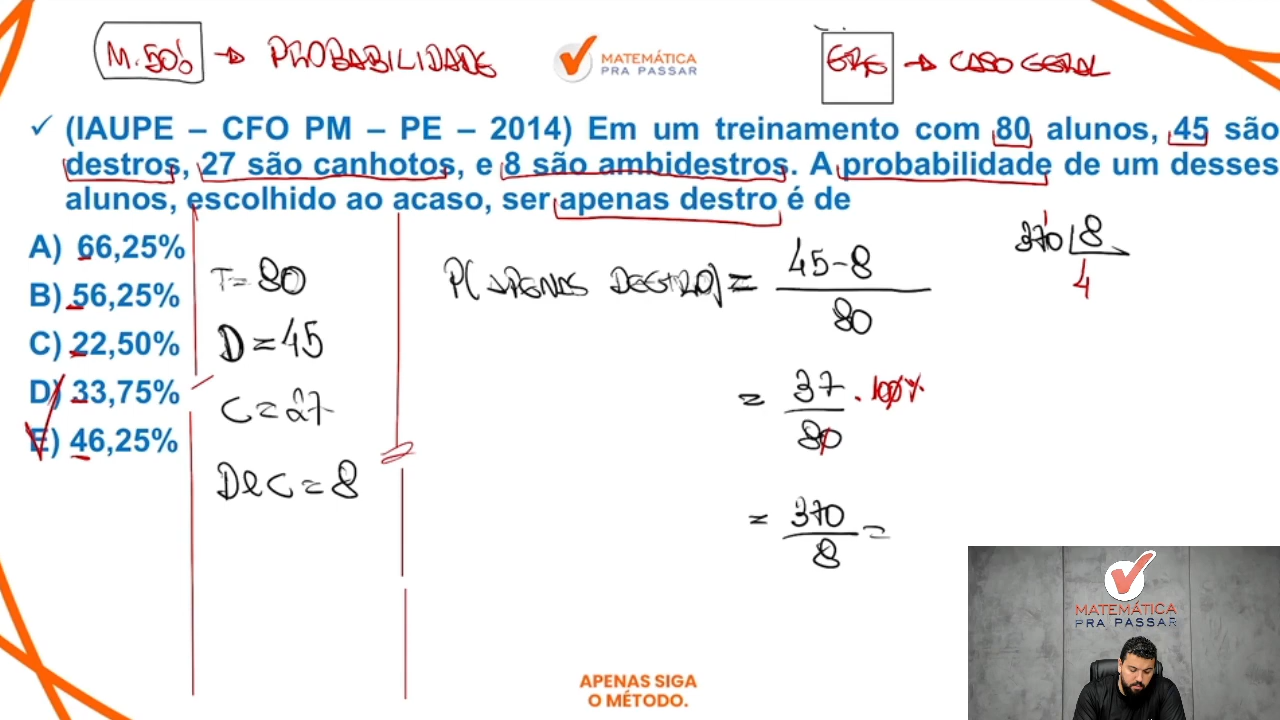 M.50% → PROBABILIDADE
MATEMÁTICA
PRA PASSAR
→ CASO GERAL
✓ (IAUPE – CFO PM – PE – 2014) Em um treinamento com 80 alunos, 45 são
destros, 27 são canhotos, e 8 são ambidestros. A probabilidade de um desses
alunos, escolhido ao acaso, ser apenas destro é de
A) 66,25%
B) 56,25%
C) 22,50%
D) 33,75%
E) 46,25%
T=80
D=45
C=27
DeC=8
P(APENAS DESTRO)= 45-8
80
= 37 . 100%
80
= 370 =
8
370 8
4
MATEMÁTICA
PRA PASSAR
APENAS SIGA
O MÉTODO.